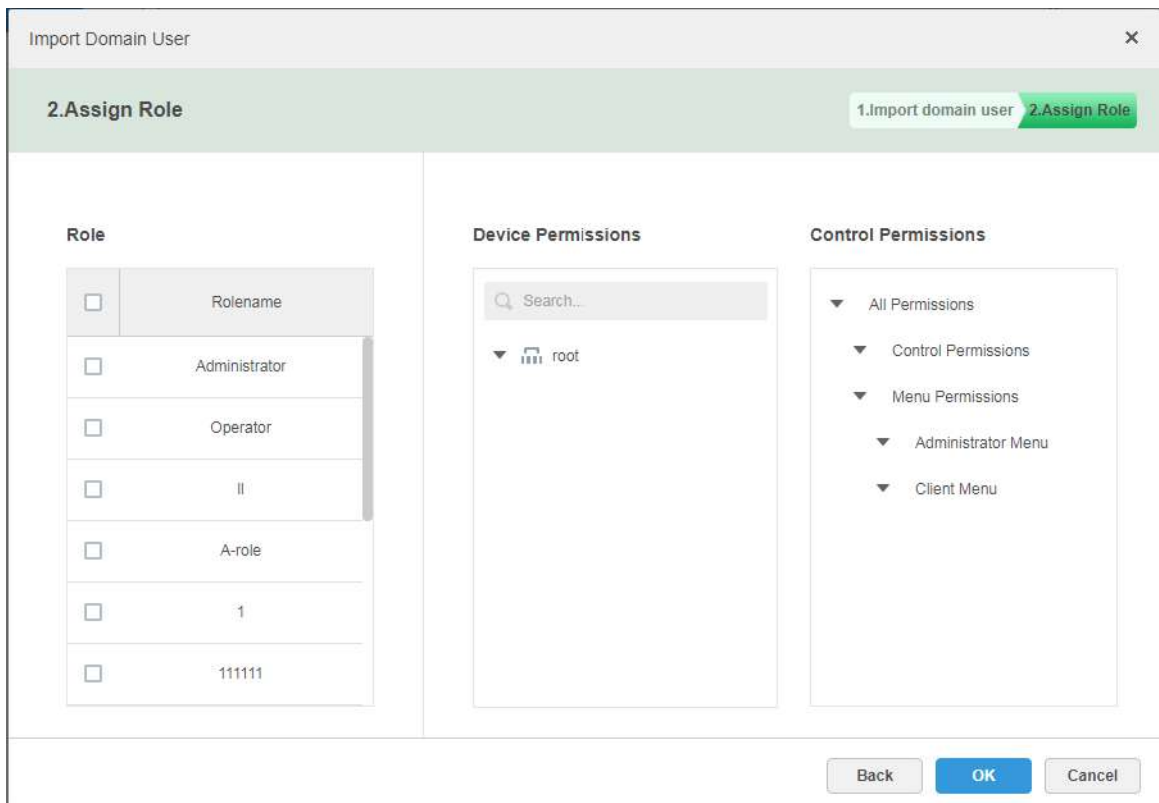 Import Domain User
2.Assign Role
1.Import domain user 2.Assign Role
Role
Rolename
Administrator
Operator
II
A-role
1
111111
Device Permissions
Search...
root
Control Permissions
All Permissions
Control Permissions
Menu Permissions
Administrator Menu
Client Menu
Back OK Cancel